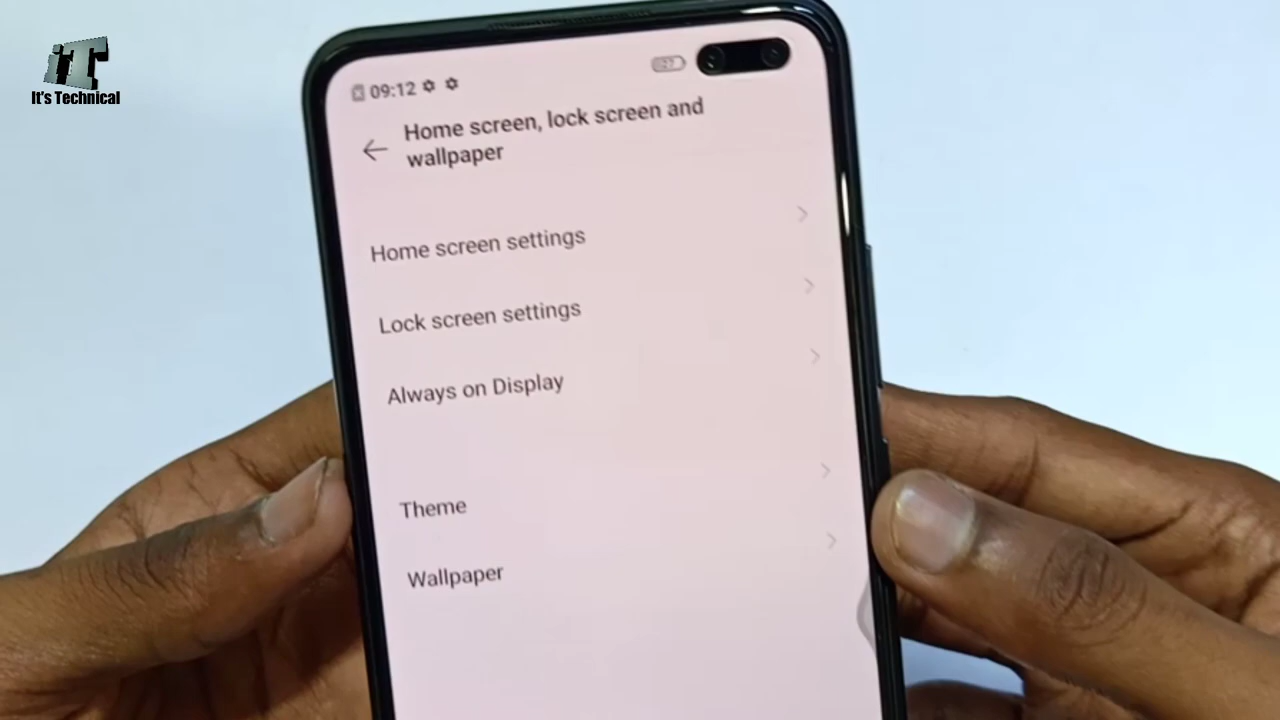 iT
It's Technical
09:12
27
Home screen, lock screen and
wallpaper
Home screen settings
Lock screen settings
Always on Display
Theme
Wallpaper